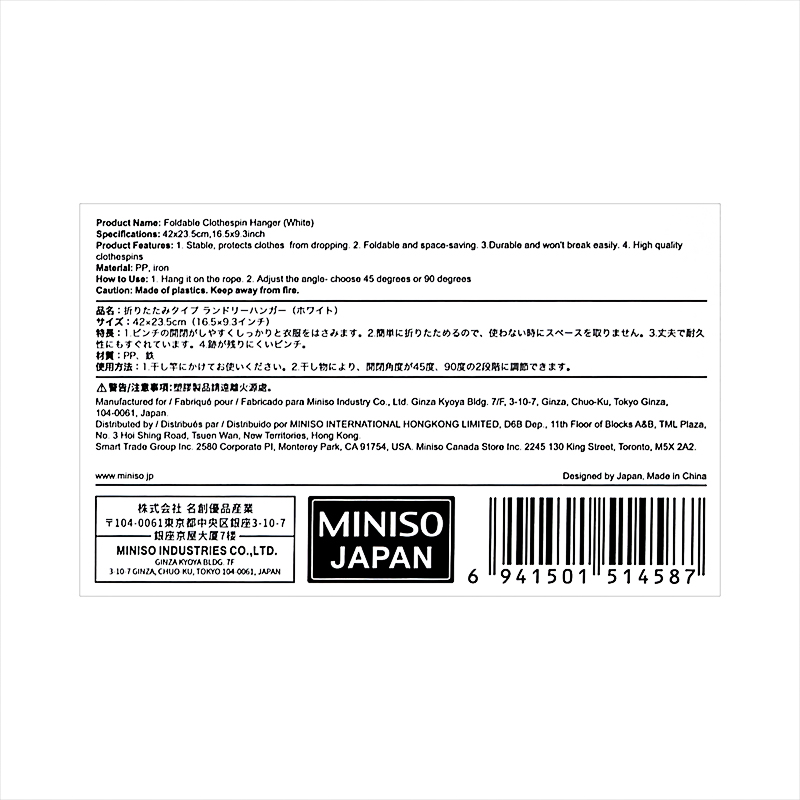 Product Name: Foldable Clothespin Hanger (White)
Specifications: 42x23.5cm,16.5x9.3inch
Product Features: 1. Stable, protects clothes from dropping. 2. Foldable and space-saving. 3.Durable and won't break easily. 4. High quality
clothespins
Material: PP, iron
How to Use: 1. Hang it on the rope. 2. Adjust the angle- choose 45 degrees or 90 degrees
Caution: Made of plastics. Keep away from fire.
品名：折りたたみタイプ ランドリーハンガー（ホワイト）
サイズ：42×23.5cm（16.5×9.3インチ）
特長：1.ピンチの開閉がしやすくしっかりと衣服をはさみます。2.簡単に折りたためるので、使わない時にスペースを取りません。3.丈夫で耐久
性にもすぐれています。4.跡が残りにくいピンチ。
材質：PP、鉄
使用方法：1.干し竿にかけてお使いください。2.干し物により、開閉角度が45度、90度の2段階に調節できます。
⚠警告/注意事項:塑膠製品請遠離火源處。
Manufactured for / Fabriqué pour / Fabricado para Miniso Industry Co., Ltd. Ginza Kyoya Bldg. 7/F, 3-10-7, Ginza, Chuo-Ku, Tokyo Ginza,
104-0061, Japan.
Distributed by / Distribués par / Distribuido por MINISO INTERNATIONAL HONGKONG LIMITED, D6B Dep., 11th Floor of Blocks A&B, TML Plaza,
No. 3 Hoi Shing Road, Tsuen Wan, New Territories, Hong Kong.
Smart Trade Group Inc. 2580 Corporate Pl, Monterey Park, CA 91754, USA. Miniso Canada Store Inc. 2245 130 King Street, Toronto, M5X 2A2.
www.miniso.jp
Designed by Japan, Made in China
株式会社 名創優品産業
〒104-0061東京都中央区銀座3-10-7
銀座京屋大厦7楼
MINISO INDUSTRIES CO.,LTD.
GINZA KYOYA BLDG. 7F
3-10-7 GINZA, CHUO-KU, TOKYO 104-0061, JAPAN
MINISO
JAPAN
6 941501 514587